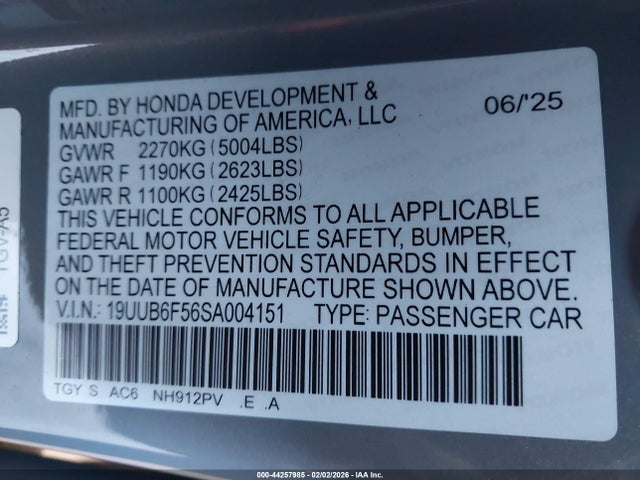 MFD. BY HONDA DEVELOPMENT & MANUFACTURING OF AMERICA, LLC 06/'25
GVWR 2270KG (5004LBS)
GAWR F 1190KG (2623LBS)
GAWR R 1100KG (2425LBS)
THIS VEHICLE CONFORMS TO ALL APPLICABLE
FEDERAL MOTOR VEHICLE SAFETY, BUMPER,
AND THEFT PREVENTION STANDARDS IN EFFECT
ON THE DATE OF MANUFACTURE SHOWN ABOVE.
V.I.N.: 19UUB6F56SA004151 TYPE: PASSENGER CAR
TGY S AC6 NH912PV .E .A
TGV-A5
000-44257985 - 02/02/2026 - IAA Inc.